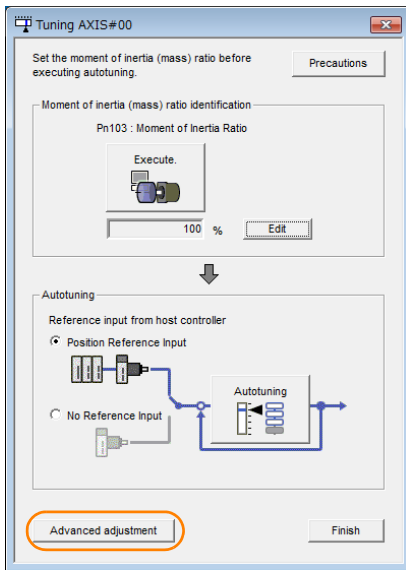 Tuning AXIS#00
Set the moment of inertia (mass) ratio before
executing autotuning.
Precautions
Moment of inertia (mass) ratio identification
Pn103 : Moment of Inertia Ratio
Execute.
100 % Edit
Autotuning
Reference input from host controller
Position Reference Input
Autotuning
No Reference Input
Advanced adjustment
Finish